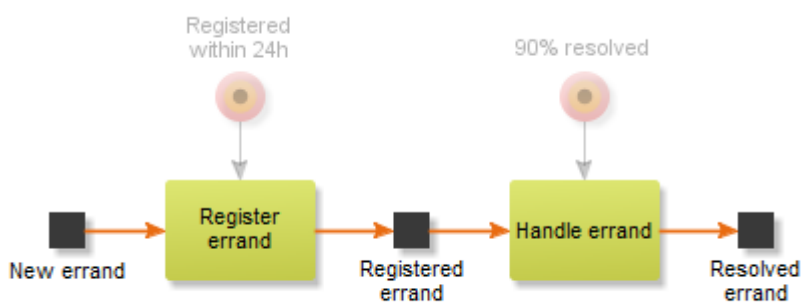 Registered
within 24h
90% resolved
Register
errand
Handle errand
New errand
Registered
errand
Resolved
errand